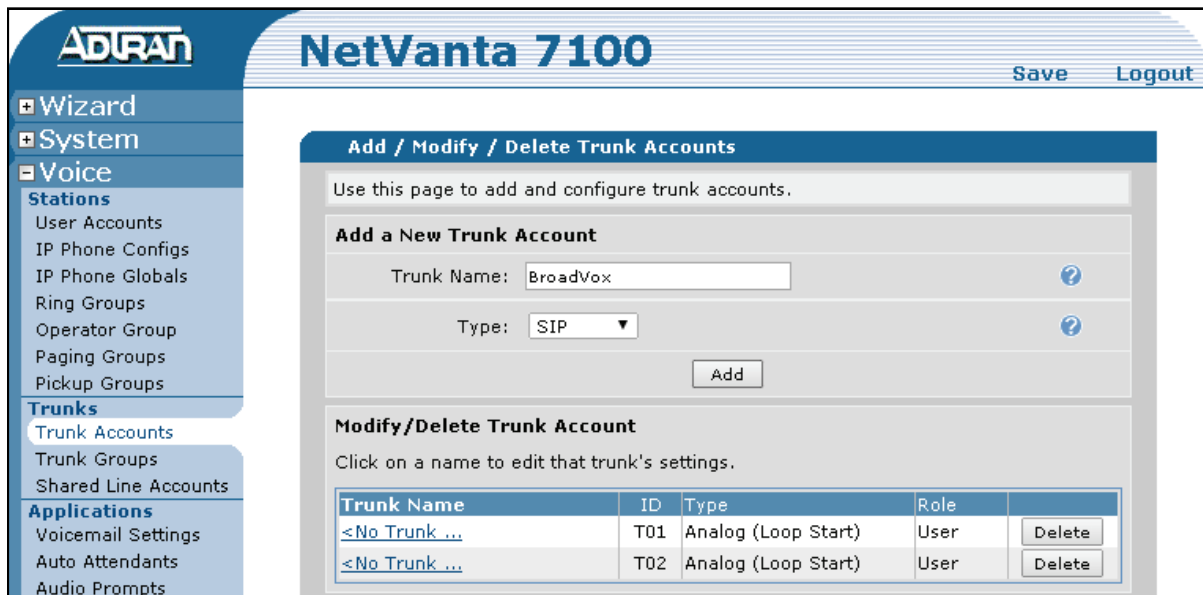 ADTRAN
NetVanta 7100
Save Logout
Wizard
System
Voice
Stations
User Accounts
IP Phone Configs
IP Phone Globals
Ring Groups
Operator Group
Paging Groups
Pickup Groups
Trunks
Trunk Accounts
Trunk Groups
Shared Line Accounts
Applications
Voicemail Settings
Auto Attendants
Audio Prompts
Add / Modify / Delete Trunk Accounts
Use this page to add and configure trunk accounts.
Add a New Trunk Account
Trunk Name: BroadVox ?
Type: SIP ?
Add
Modify/Delete Trunk Account
Click on a name to edit that trunk's settings.
Trunk Name ID Type Role
<No Trunk ... T01 Analog (Loop Start) User Delete
<No Trunk ... T02 Analog (Loop Start) User Delete